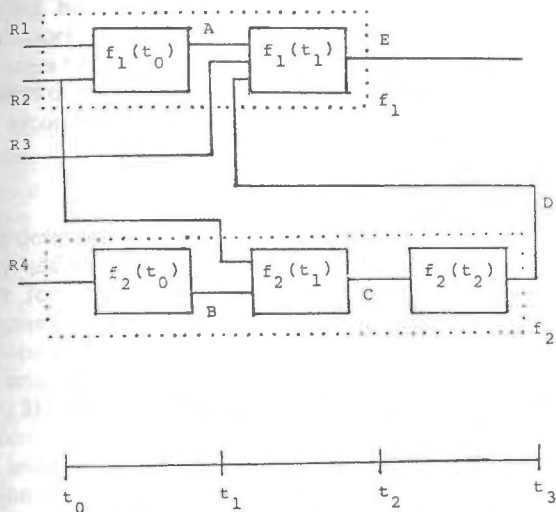 R1
A
E
f₁(t₀)
f₁(t₁)
R2
f₁
R3
D
R4
f₂(t₀)
f₂(t₁)
f₂(t₂)
B
C
f₂
t₀
t₁
t₂
t₃